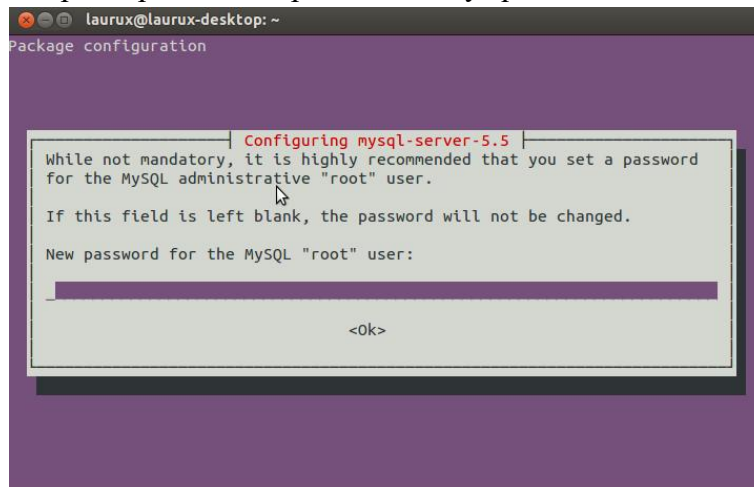 laurux@laurux-desktop: ~
Package configuration
Configuring mysql-server-5.5
While not mandatory, it is highly recommended that you set a password
for the MySQL administrative "root" user.
If this field is left blank, the password will not be changed.
New password for the MySQL "root" user:
<Ok>